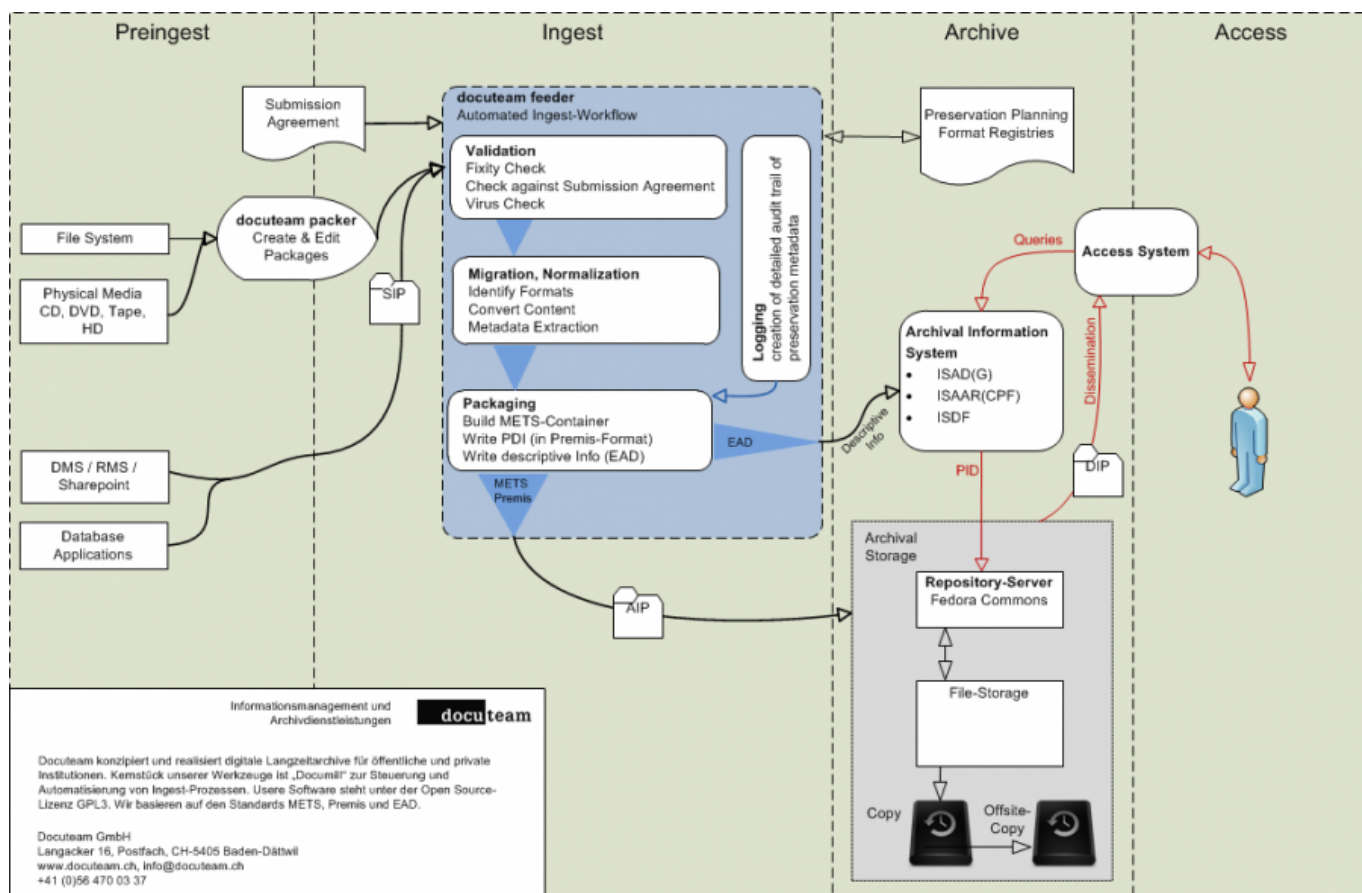 Preingest
Ingest
Archive
Access
Submission
Agreement
docuteam feeder
Automated Ingest-Workflow
Preservation Planning
Format Registries
Validation
Fixity Check
Check against Submission Agreement
Virus Check
Logging
creation of detailed audit trail of
preservation metadata
docuteam packer
Create & Edit
Packages
File System
Physical Media
CD, DVD, Tape,
HD
SIP
Migration, Normalization
Identify Formats
Convert Content
Metadata Extraction
Queries
Access System
Archival Information
System
• ISAD(G)
• ISAAR(CPF)
• ISDF
Dissemination
Packaging
Build METS-Container
Write PDI (in Premis-Format)
Write descriptive Info (EAD)
EAD
Descriptive
Info
METS
Premis
PID
DIP
DMS / RMS /
Sharepoint
Database
Applications
AIP
Archival
Storage
Repository-Server
Fedora Commons
File-Storage
Copy
Offsite-
Copy
Informationsmanagement und
Archivdienstleistungen
docuteam
Docuteam konzipiert und realisiert digitale Langzeitarchive für öffentliche und private
Institutionen. Kernstück unserer Werkzeuge ist „Documill" zur Steuerung und
Automatisierung von Ingest-Prozessen. Usere Software steht unter der Open Source-
Lizenz GPL3. Wir basieren auf den Standards METS, Premis und EAD.
Docuteam GmbH
Langacker 16, Postfach, CH-5405 Baden-Dättwil
www.docuteam.ch, info@docuteam.ch
+41 (0)56 470 03 37